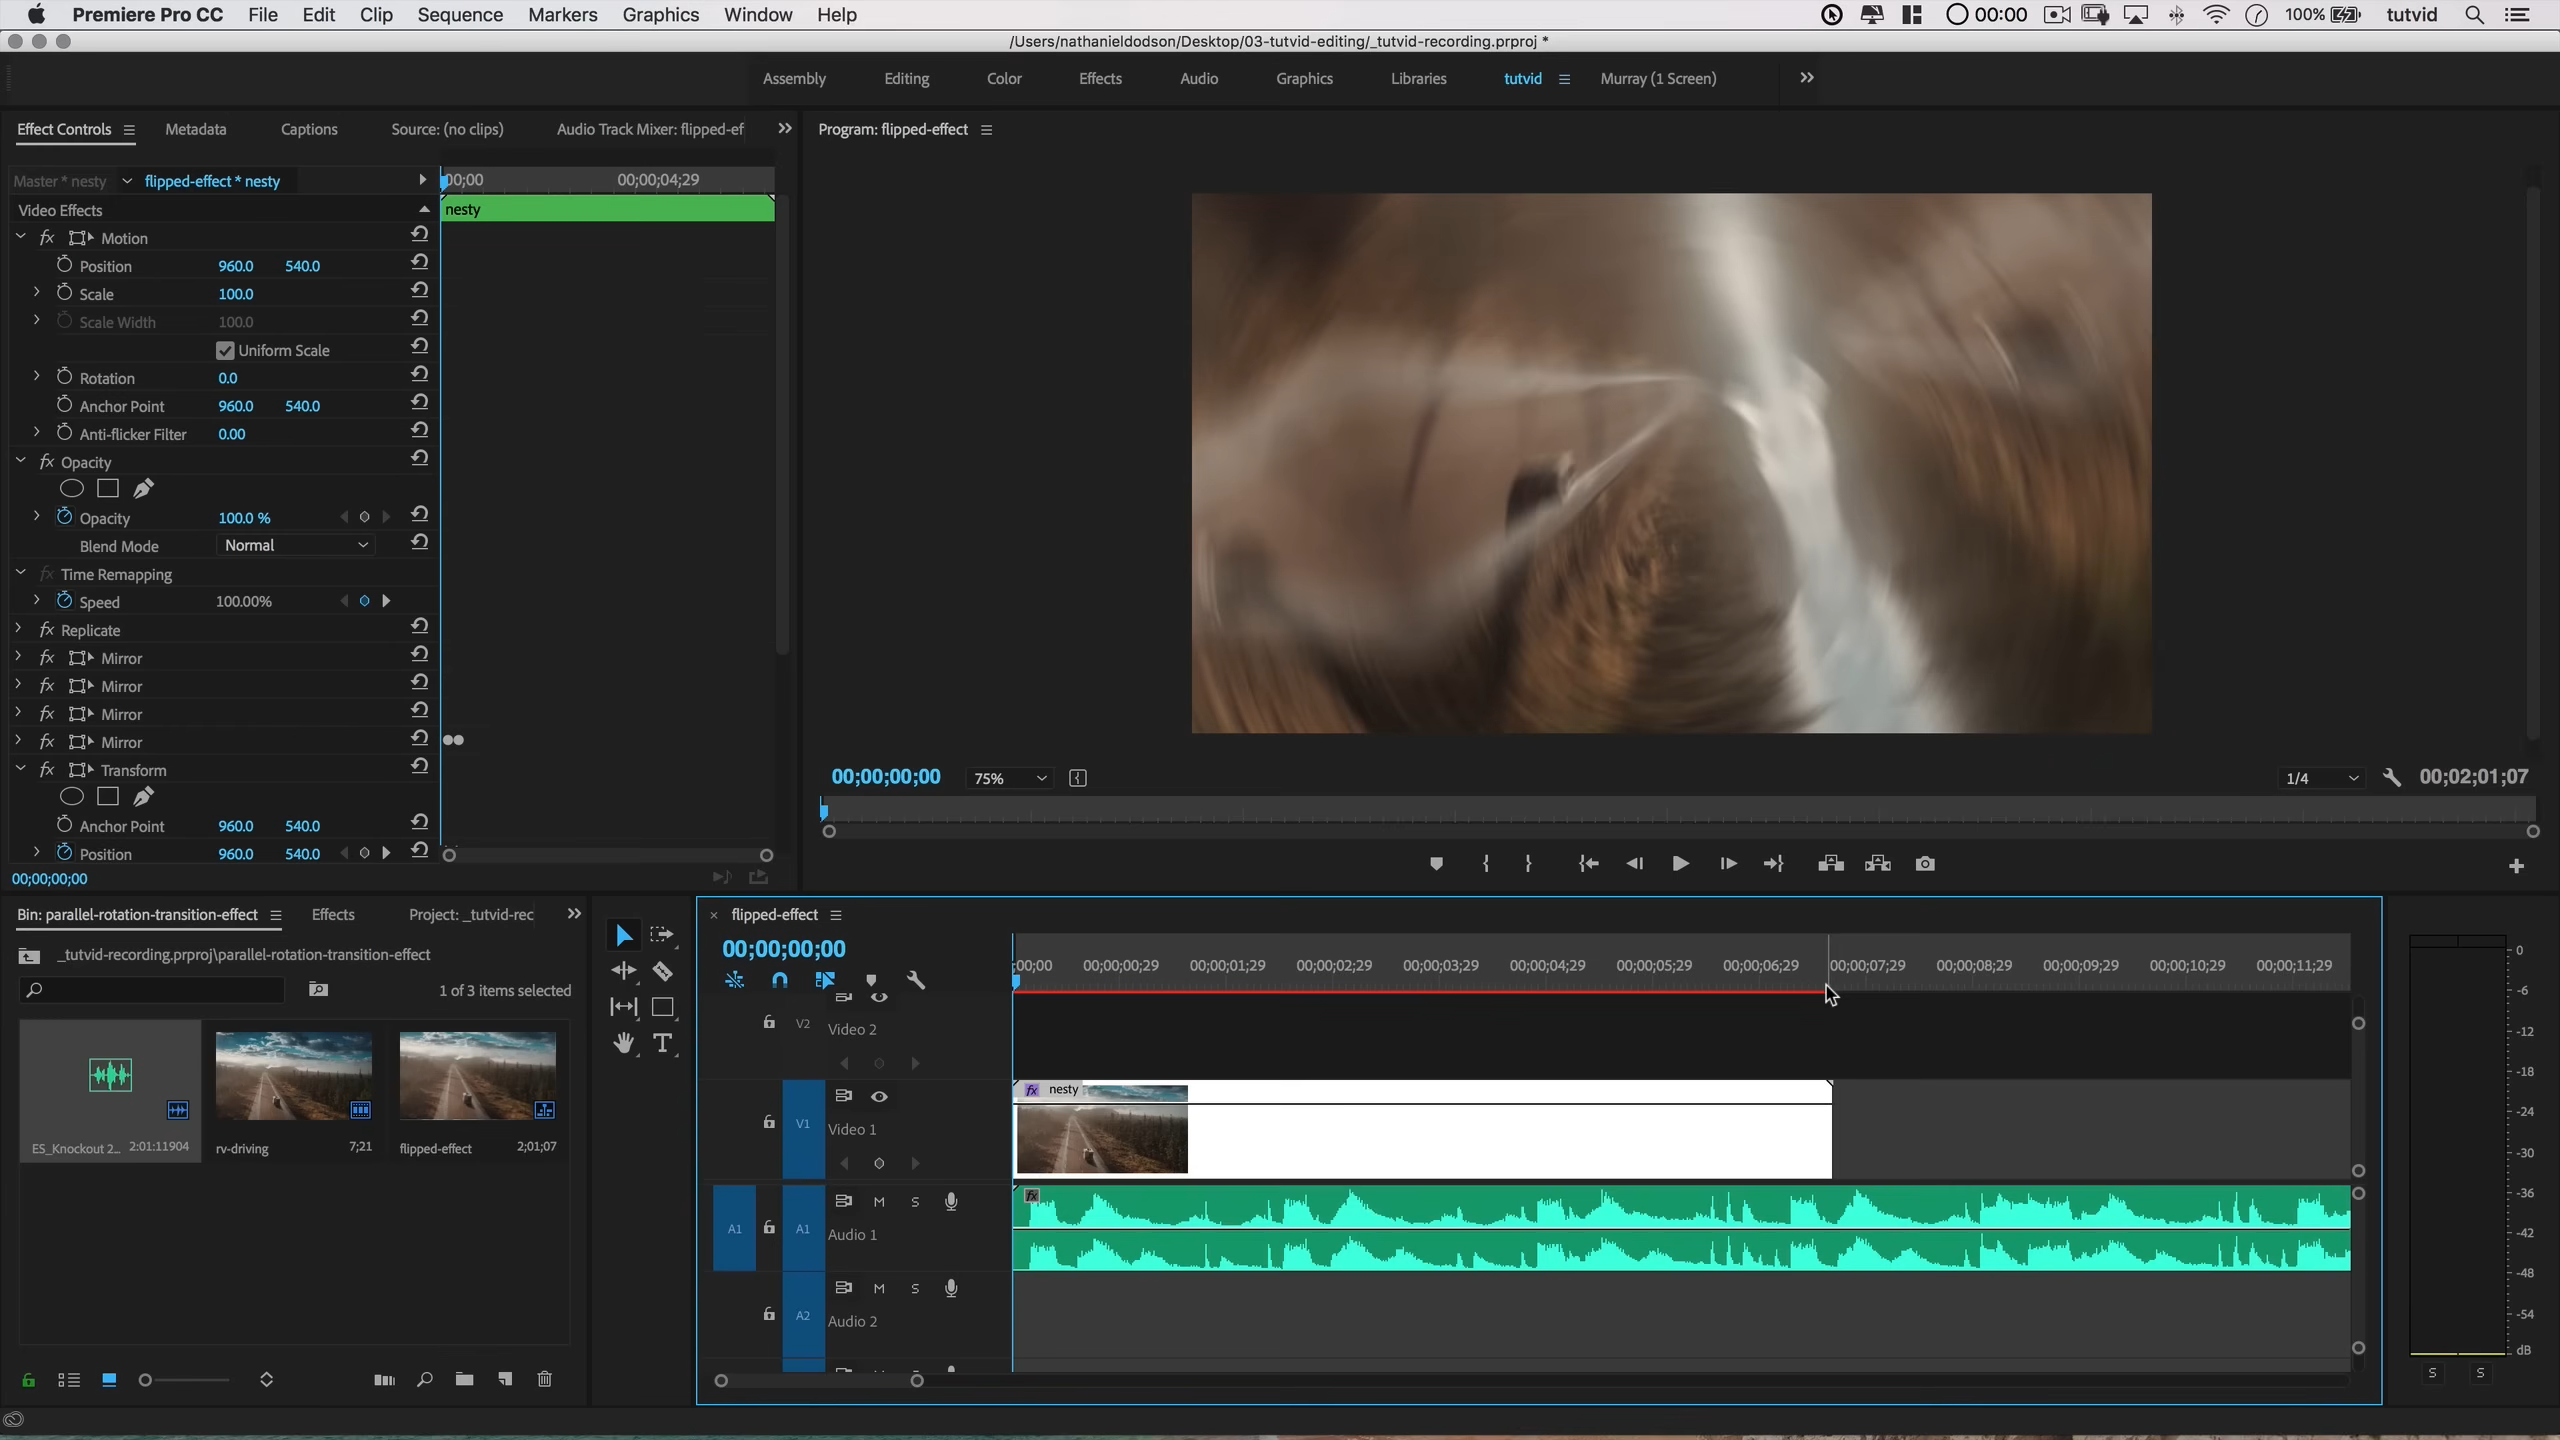 Premiere Pro CC File Edit Clip Sequence Markers Graphics Window Help 00:00 100% tutvid
/Users/nathanieldodson/Desktop/03-tutvid-editing/_tutvid-recording.prproj *
Assembly Editing Color Effects Audio Graphics Libraries tutvid Murray (1 Screen)
Effect Controls Metadata Captions Source: (no clips) Audio Track Mixer: flipped-ef
Program: flipped-effect
Master * nesty flipped-effect * nesty
00;00 00;00;04;29
Video Effects
nesty
fx Motion
Position 960.0 540.0
Scale 100.0
Scale Width 100.0
Uniform Scale
Rotation 0.0
Anchor Point 960.0 540.0
Anti-flicker Filter 0.00
fx Opacity
Opacity 100.0 %
Blend Mode Normal
fx Time Remapping
Speed 100.00%
fx Replicate
fx Mirror
fx Mirror
fx Mirror
fx Mirror
fx Transform
Anchor Point 960.0 540.0
Position 960.0 540.0
00;00;00;00
00;00;00;00 75% 1/4 00;02;01;07
Bin: parallel-rotation-transition-effect Effects Project: _tutvid-rec
_tutvid-recording.prproj\parallel-rotation-transition-effect
1 of 3 items selected
ES_Knockout 2... 2:01:11904
rv-driving 7;21
flipped-effect 2;01;07
flipped-effect
00;00;00;00
;00;00 00;00;00;29 00;00;01;29 00;00;02;29 00;00;03;29 00;00;04;29 00;00;05;29 00;00;06;29 00;00;07;29 00;00;08;29 00;00;09;29 00;00;10;29 00;00;11;29
V2 Video 2
V1 Video 1
fx nesty
A1 A1 M S
Audio 1
fx
A2 M S
Audio 2
0
-6
-12
-18
-24
-30
-36
-42
-48
-54
dB
S S